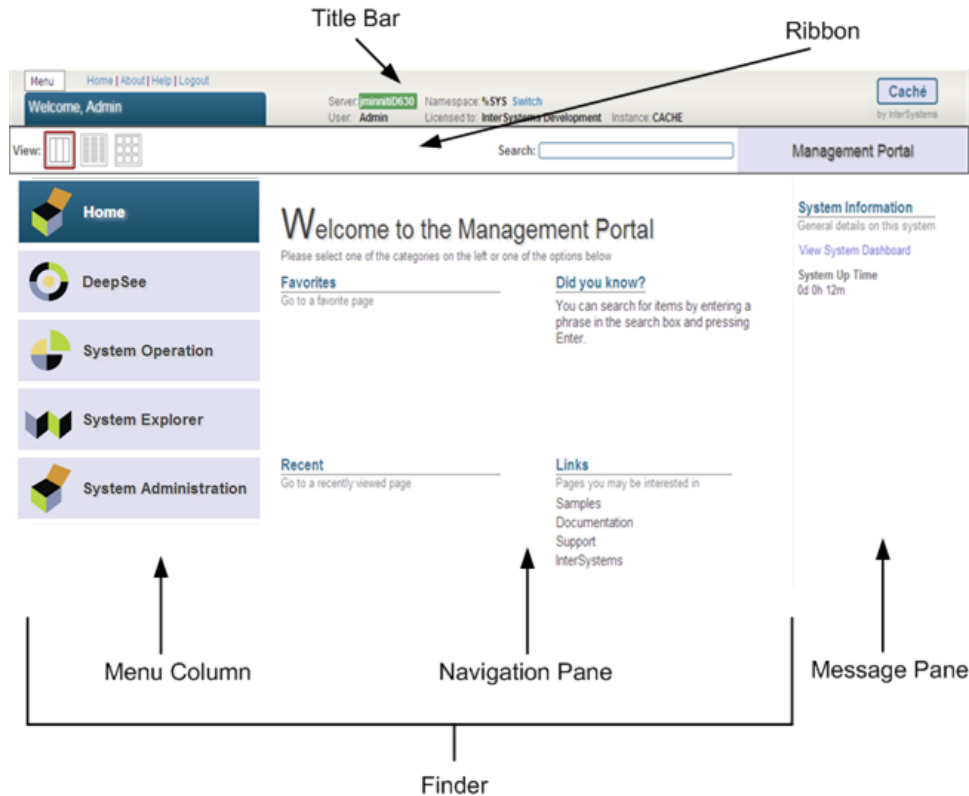 Title Bar
Ribbon
Menu
Home | About | Help | Logout
Welcome, Admin
Server: jminnitiD630 Namespace: %SYS Switch
User: Admin Licensed to: InterSystems Development Instance: CACHE
Caché
by InterSystems
View:
Search:
Management Portal
Home
DeepSee
System Operation
System Explorer
System Administration
Welcome to the Management Portal
Please select one of the categories on the left or one of the options below
Favorites
Go to a favorite page
Did you know?
You can search for items by entering a
phrase in the search box and pressing
Enter.
Recent
Go to a recently viewed page
Links
Pages you may be interested in
Samples
Documentation
Support
InterSystems
System Information
General details on this system
View System Dashboard
System Up Time
0d 0h 12m
Menu Column
Navigation Pane
Message Pane
Finder